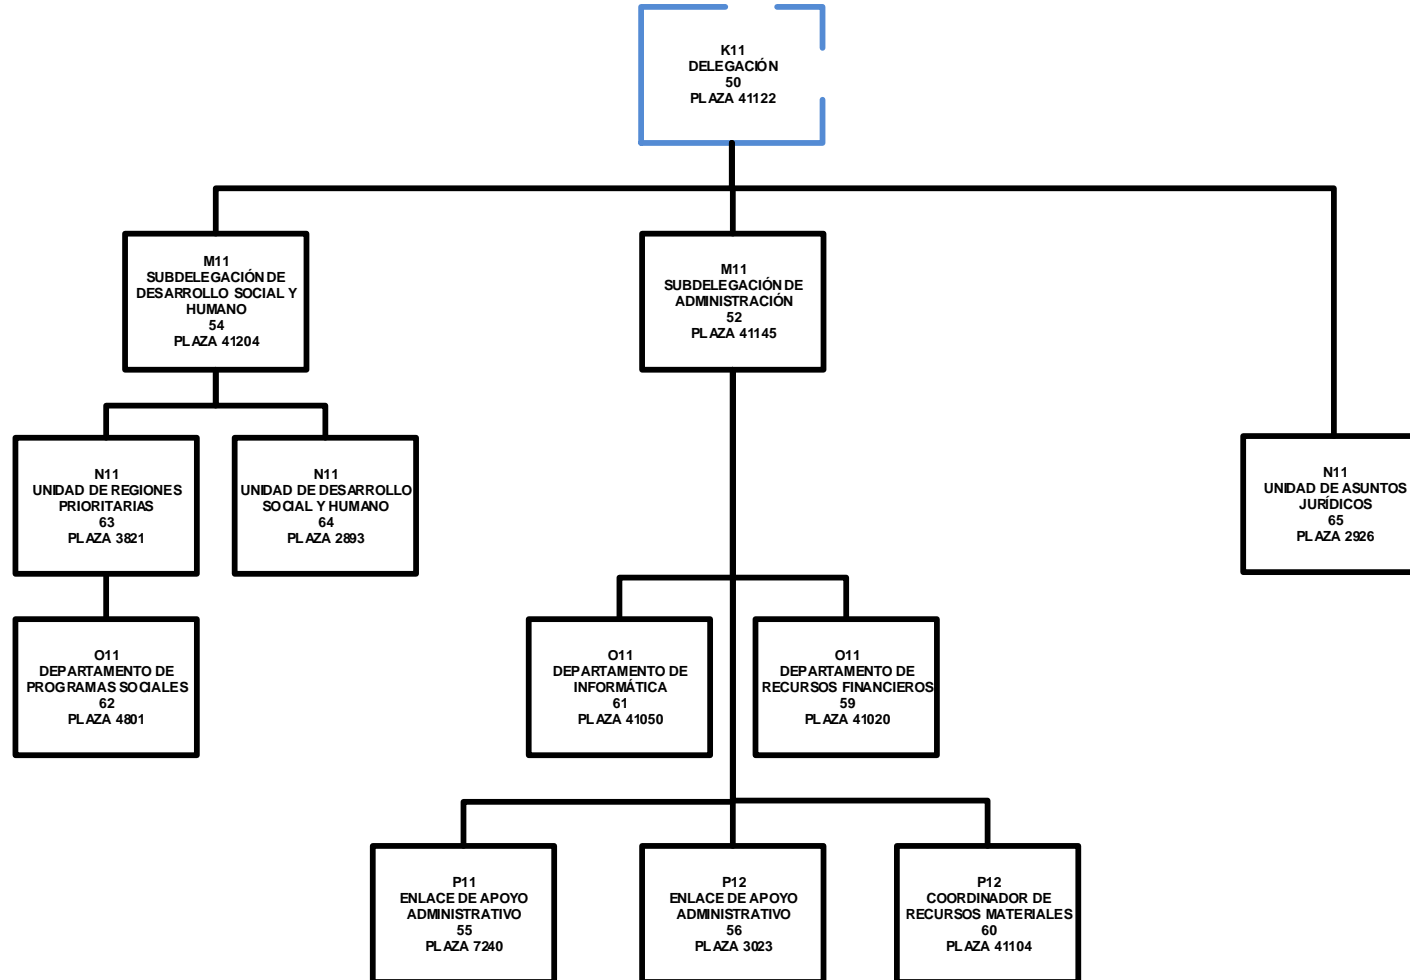 K11
DELEGACIÓN
50
PLAZA 41122
M11
SUBDELEGACIÓN DE
DESARROLLO SOCIAL Y
HUMANO
54
PLAZA 41204
M11
SUBDELEGACIÓN DE
ADMINISTRACIÓN
52
PLAZA 41145
N11
UNIDAD DE REGIONES
PRIORITARIAS
63
PLAZA 3821
N11
UNIDAD DE DESARROLLO
SOCIAL Y HUMANO
64
PLAZA 2893
N11
UNIDAD DE ASUNTOS
JURÍDICOS
65
PLAZA 2926
O11
DEPARTAMENTO DE
PROGRAMAS SOCIALES
62
PLAZA 4801
O11
DEPARTAMENTO DE
INFORMÁTICA
61
PLAZA 41050
O11
DEPARTAMENTO DE
RECURSOS FINANCIEROS
59
PLAZA 41020
P11
ENLACE DE APOYO
ADMINISTRATIVO
55
PLAZA 7240
P12
ENLACE DE APOYO
ADMINISTRATIVO
56
PLAZA 3023
P12
COORDINADOR DE
RECURSOS MATERIALES
60
PLAZA 41104